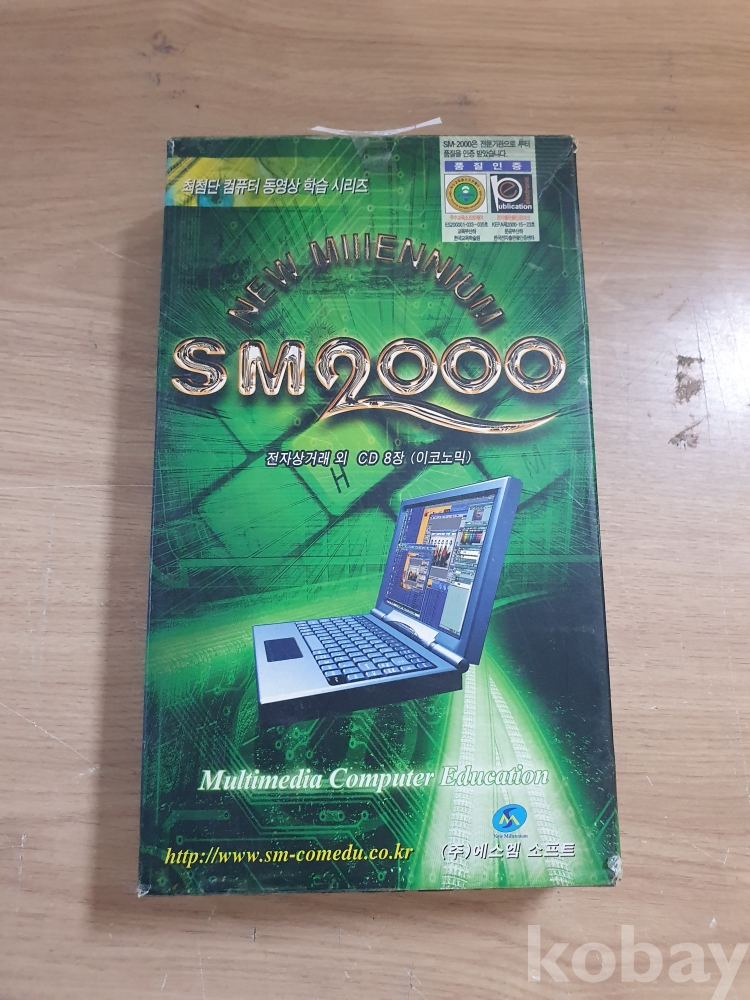 SM-2000은 전문기관으로 부터
품질을 인증 받았습니다.
품 질 인 증
최첨단 컴퓨터 동영상 학습 시리즈
Publication
NEW MIllENNIUM
SM2000
전자상거래 외 CD 8장 (이코노믹)
H
Multimedia Computer Education
New Millennium
http://www.sm-comedu.co.kr
(주)에스엠 소프트
kobay